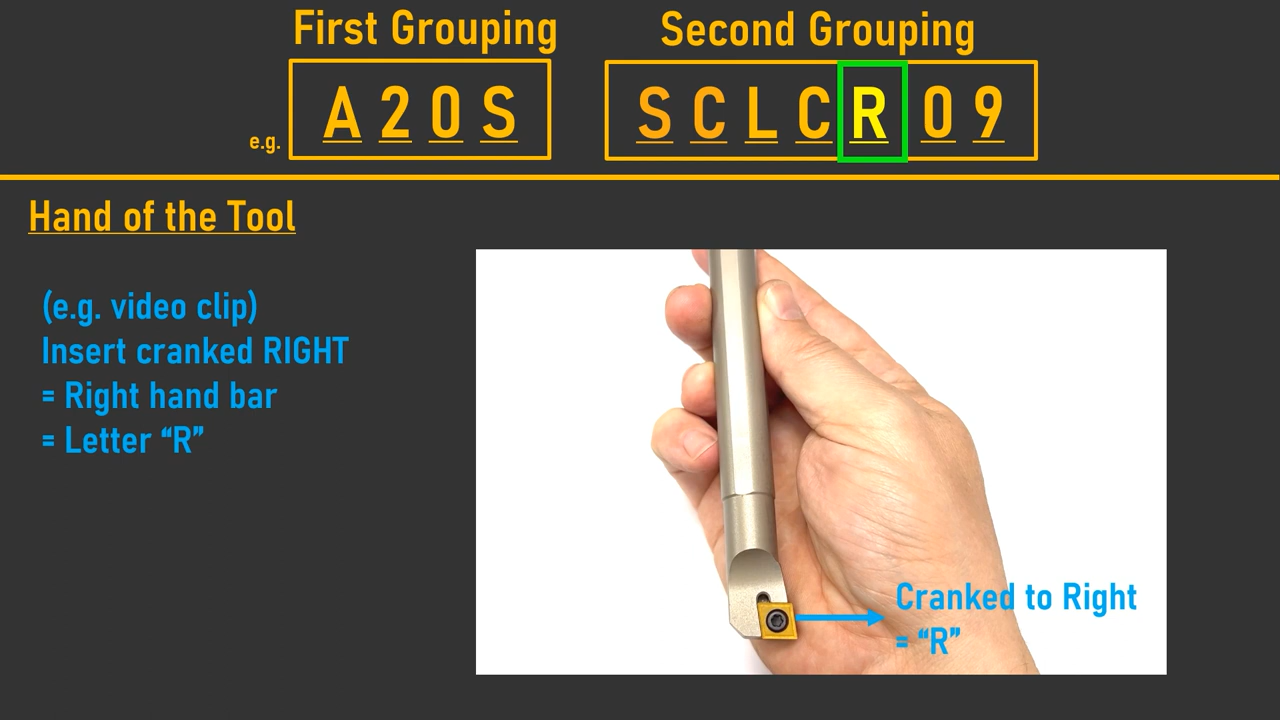 First Grouping Second Grouping
e.g. A 2 0 S S C L C R 0 9
Hand of the Tool
(e.g. video clip)
Insert cranked RIGHT
= Right hand bar
= Letter “R”
Cranked to Right
= “R”